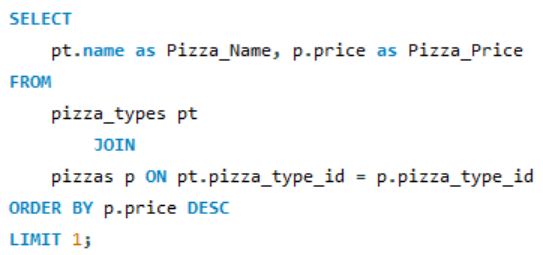 SELECT
pt.name as Pizza_Name, p.price as Pizza_Price
FROM
pizza_types pt
JOIN
pizzas p ON pt.pizza_type_id = p.pizza_type_id
ORDER BY p.price DESC
LIMIT 1;